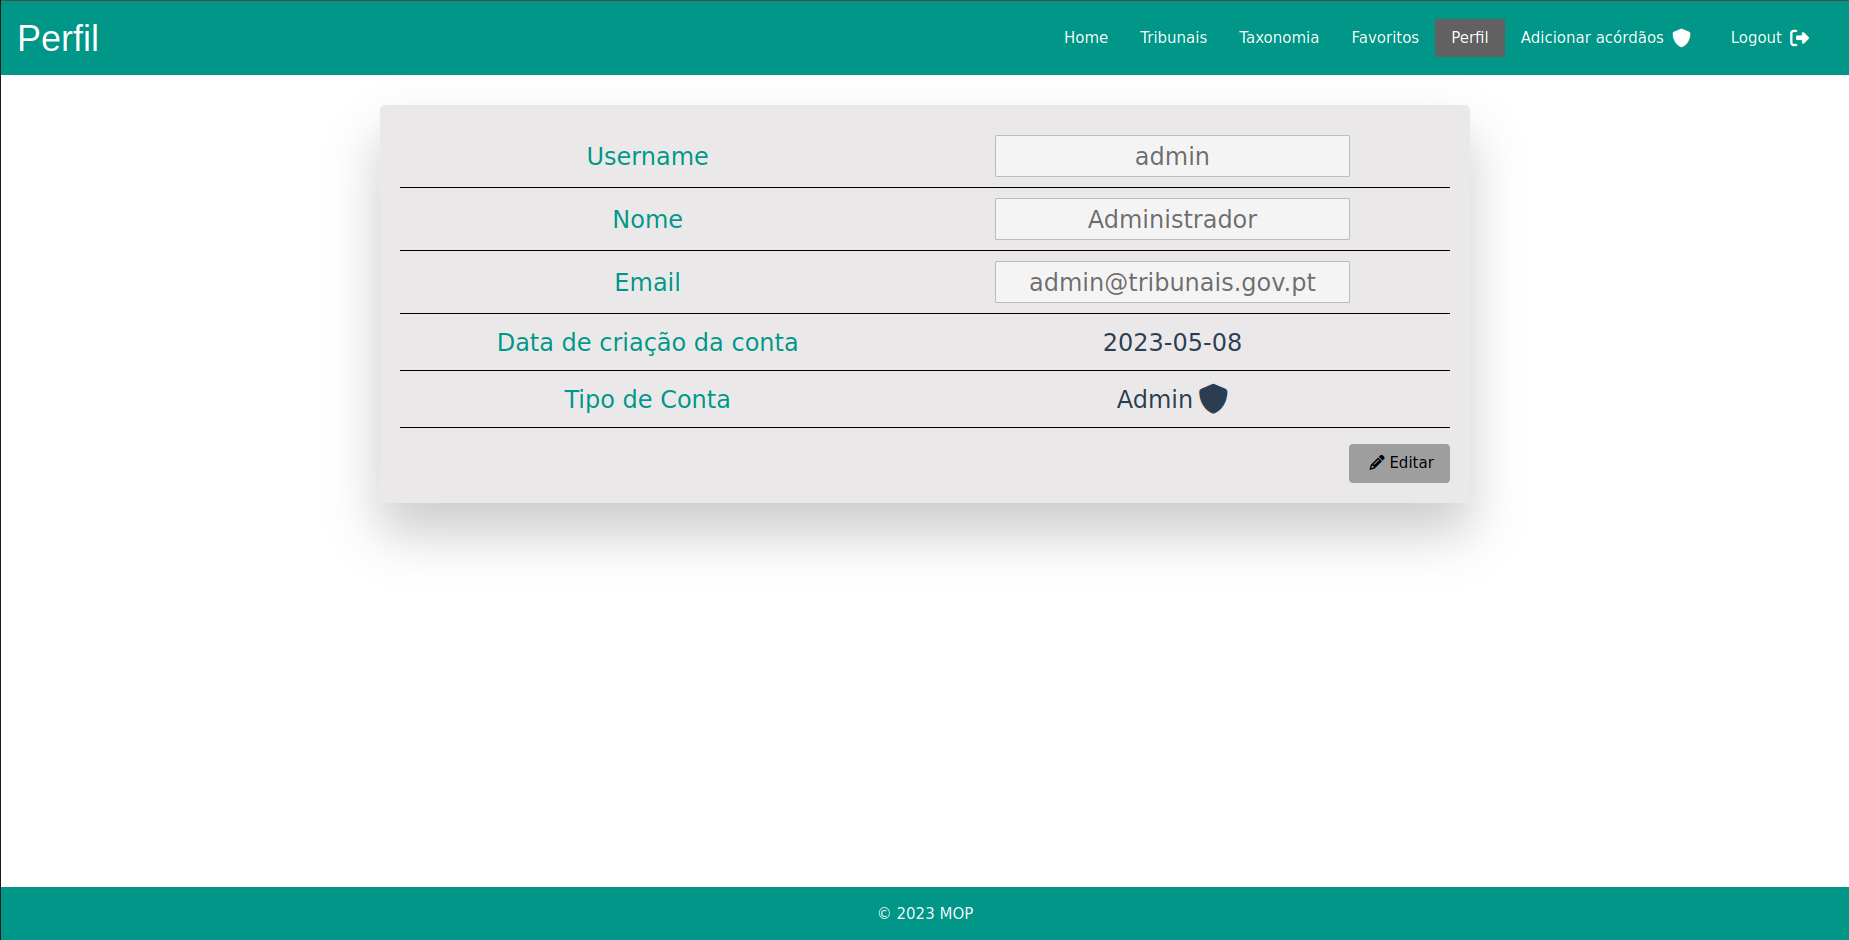 Perfil
Home Tribunais Taxonomia Favoritos Perfil Adicionar acórdãos Logout
Username admin
Nome Administrador
Email admin@tribunais.gov.pt
Data de criação da conta 2023-05-08
Tipo de Conta Admin
Editar
© 2023 MOP